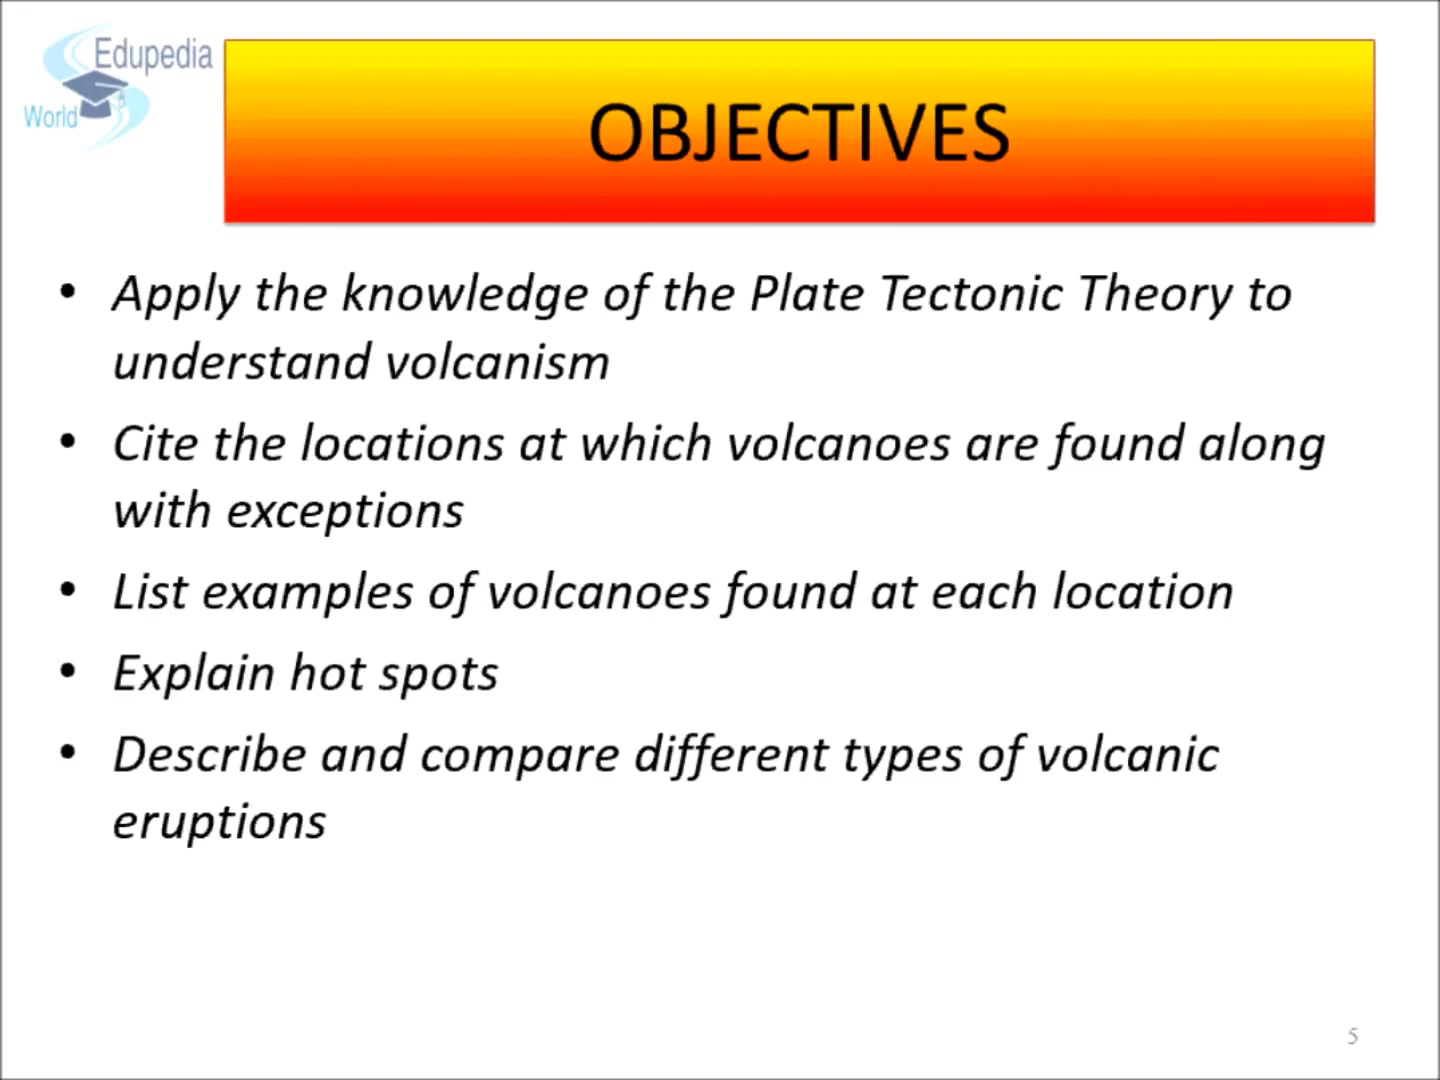 Edupedia
World
OBJECTIVES
• Apply the knowledge of the Plate Tectonic Theory to
understand volcanism
• Cite the locations at which volcanoes are found along
with exceptions
• List examples of volcanoes found at each location
• Explain hot spots
• Describe and compare different types of volcanic
eruptions
5